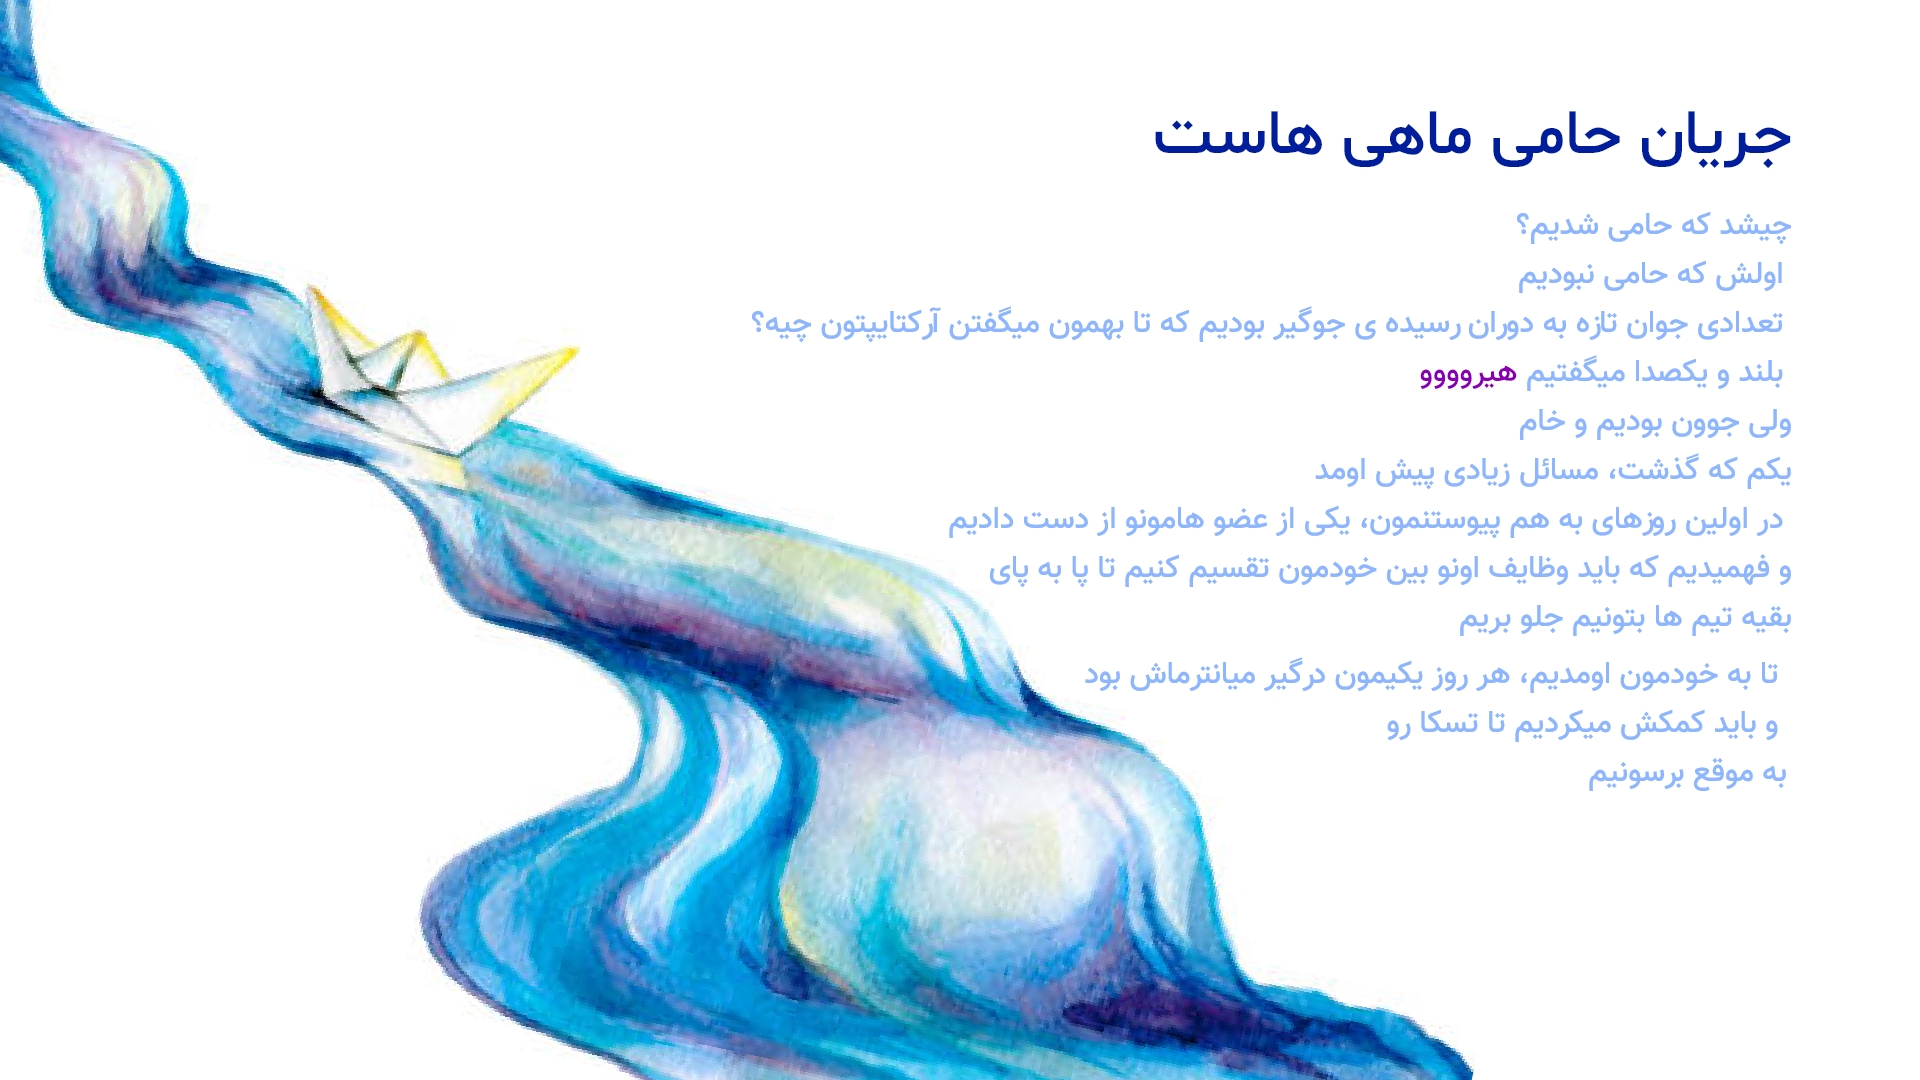 جریان حامی ماهی هاست
چیشد که حامی شدیم؟
اولش که حامی نبودیم
تعدادی جوان تازه به دوران رسیده ی جوگیر بودیم که تا بهمون میگفتن آرکتایپتون چیه؟
بلند و یکصدا میگفتیم هیروووو
ولی جوون بودیم و خام
یکم که گذشت، مسائل زیادی پیش اومد
در اولین روزهای به هم پیوستنمون، یکی از عضو هامونو از دست دادیم
و فهمیدیم که باید وظایف اونو بین خودمون تقسیم کنیم تا پا به پای
بقیه تیم ها بتونیم جلو بریم
تا به خودمون اومدیم، هر روز یکیمون درگیر میانترماش بود
و باید کمکش میکردیم تا تسکا رو
به موقع برسونیم